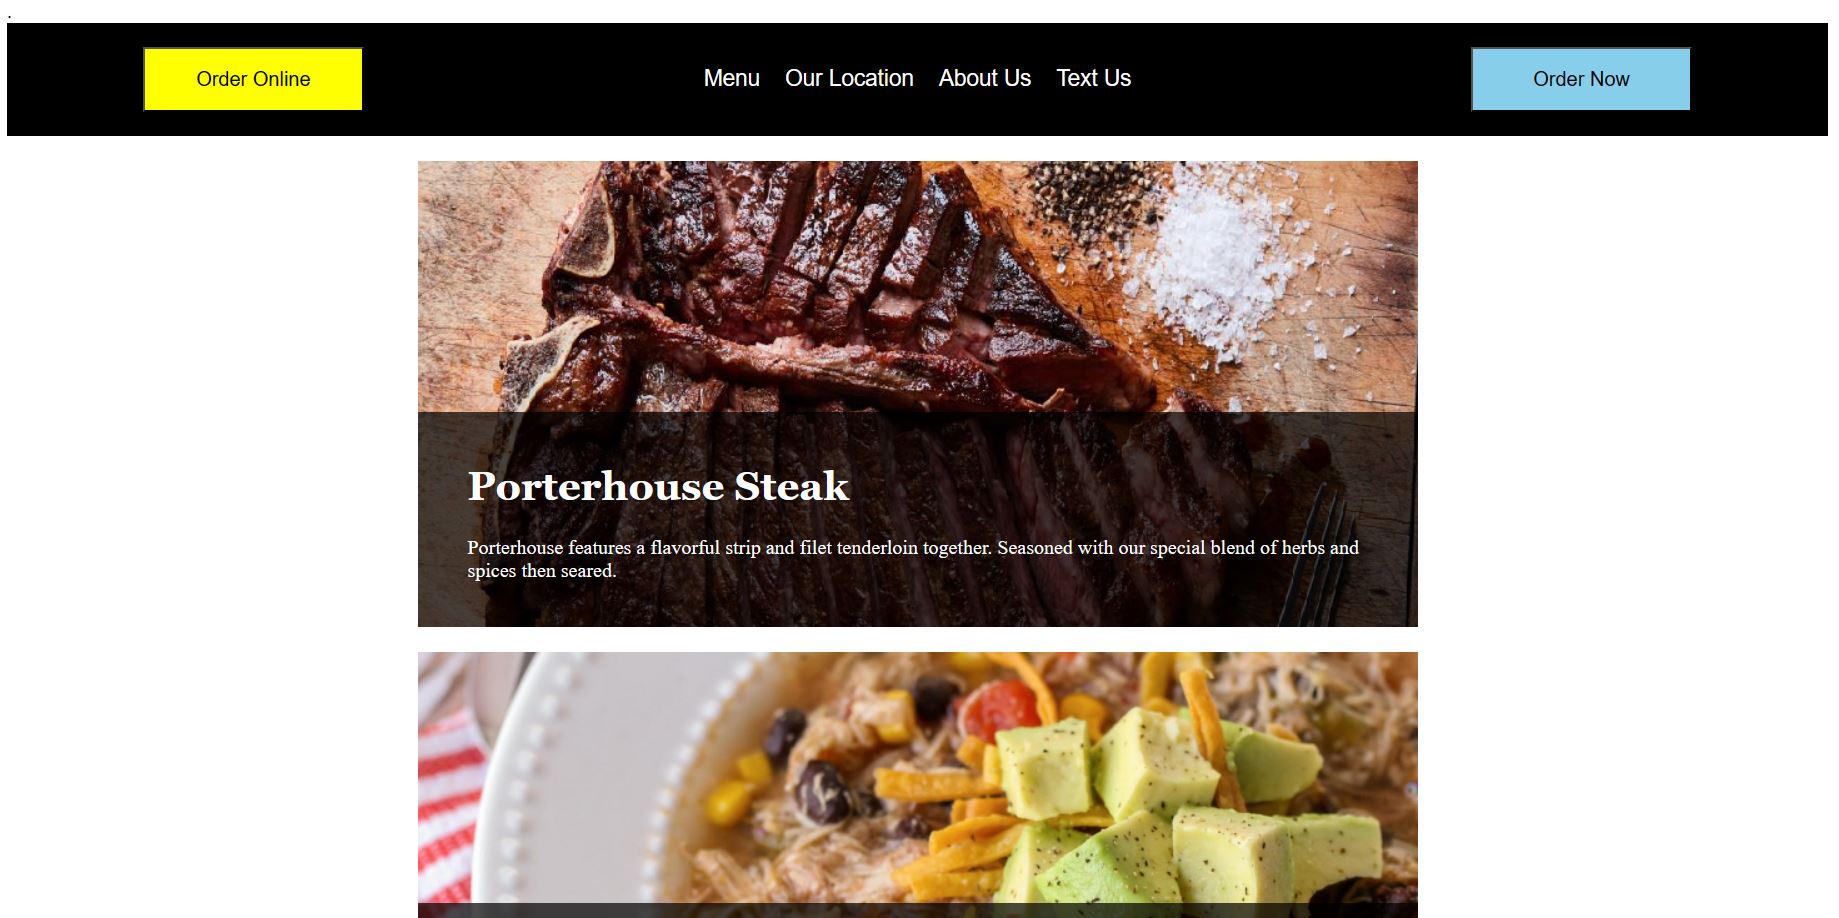 .
Order Online
Menu Our Location About Us Text Us
Order Now
Porterhouse Steak
Porterhouse features a flavorful strip and filet tenderloin together. Seasoned with our special blend of herbs and
spices then seared.